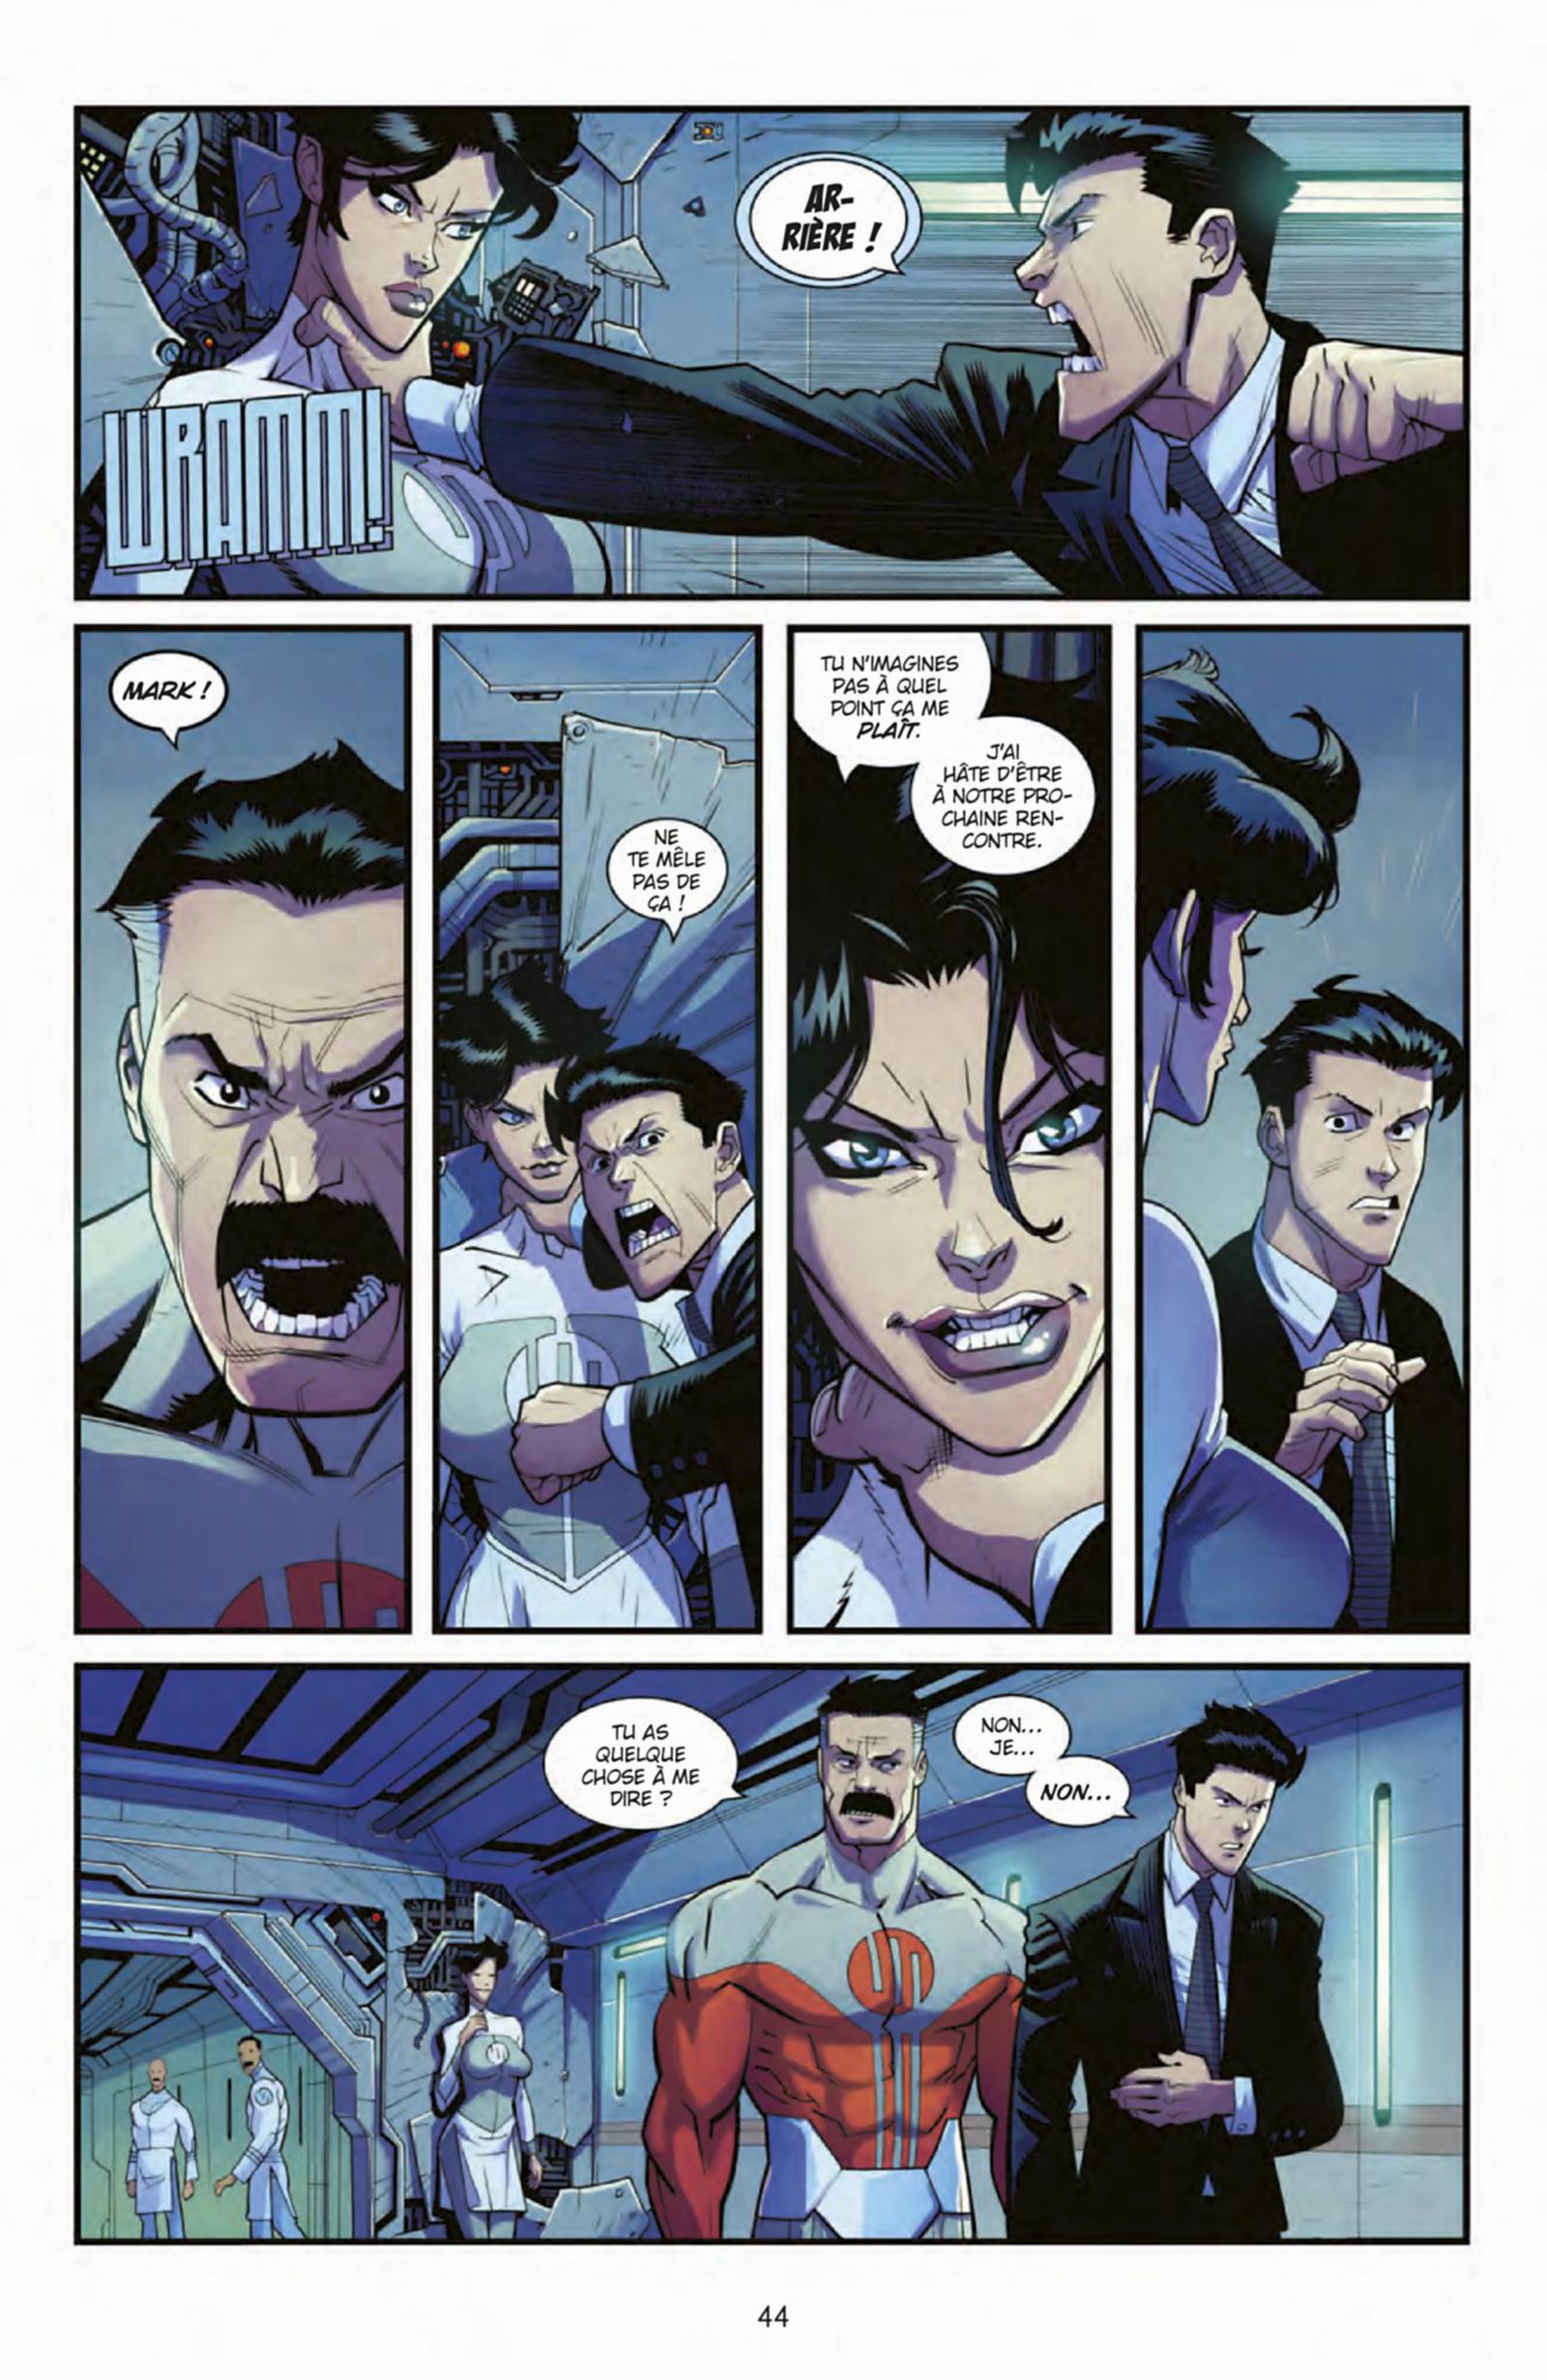 AR-
RIÈRE !
WRAMM!
MARK !
NE
TE MÊLE
PAS DE
ÇA !
TU N'IMAGINES
PAS À QUEL
POINT ÇA ME
PLAÎT.
J'AI
HÂTE D'ÊTRE
À NOTRE PRO-
CHAINE REN-
CONTRE.
TU AS
QUELQUE
CHOSE À ME
DIRE ?
NON...
JE...
NON...
44